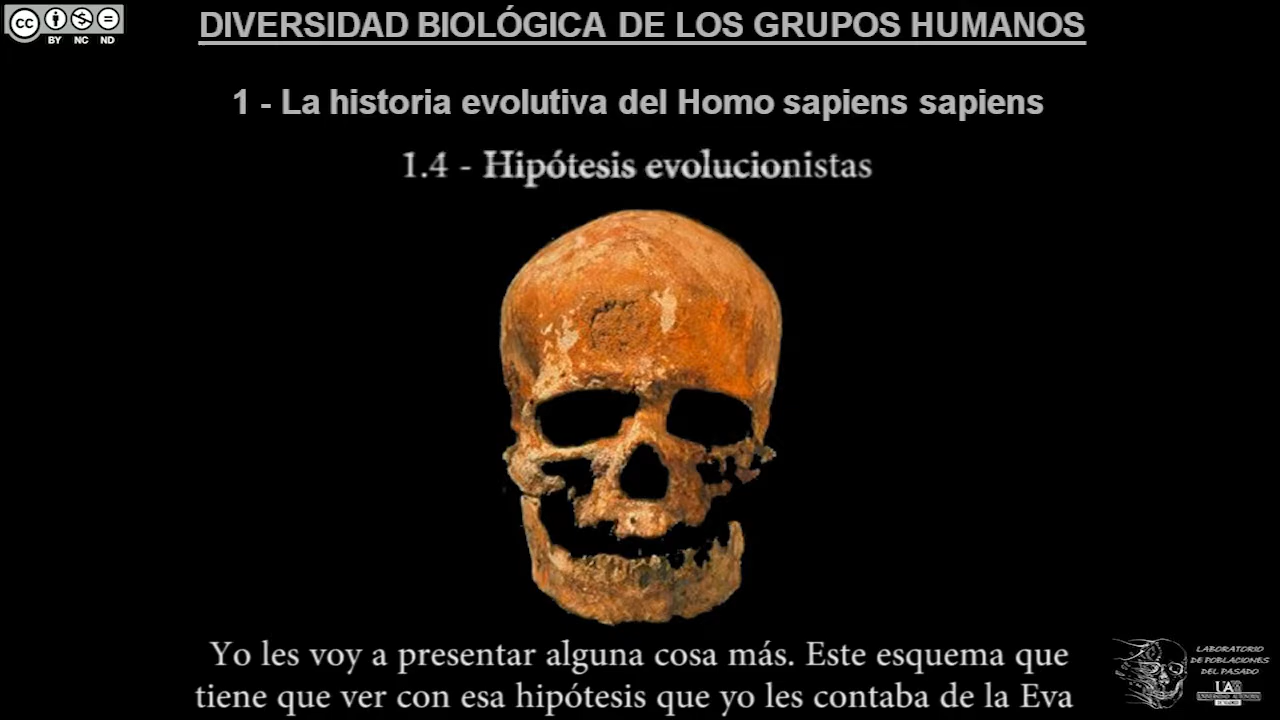 cc
BY NC ND
DIVERSIDAD BIOLÓGICA DE LOS GRUPOS HUMANOS
1 - La historia evolutiva del Homo sapiens sapiens
1.4 - Hipótesis evolucionistas
Yo les voy a presentar alguna cosa más. Este esquema que
tiene que ver con esa hipótesis que yo les contaba de la Eva
LABORATORIO
DE POBLACIONES
DEL PASADO